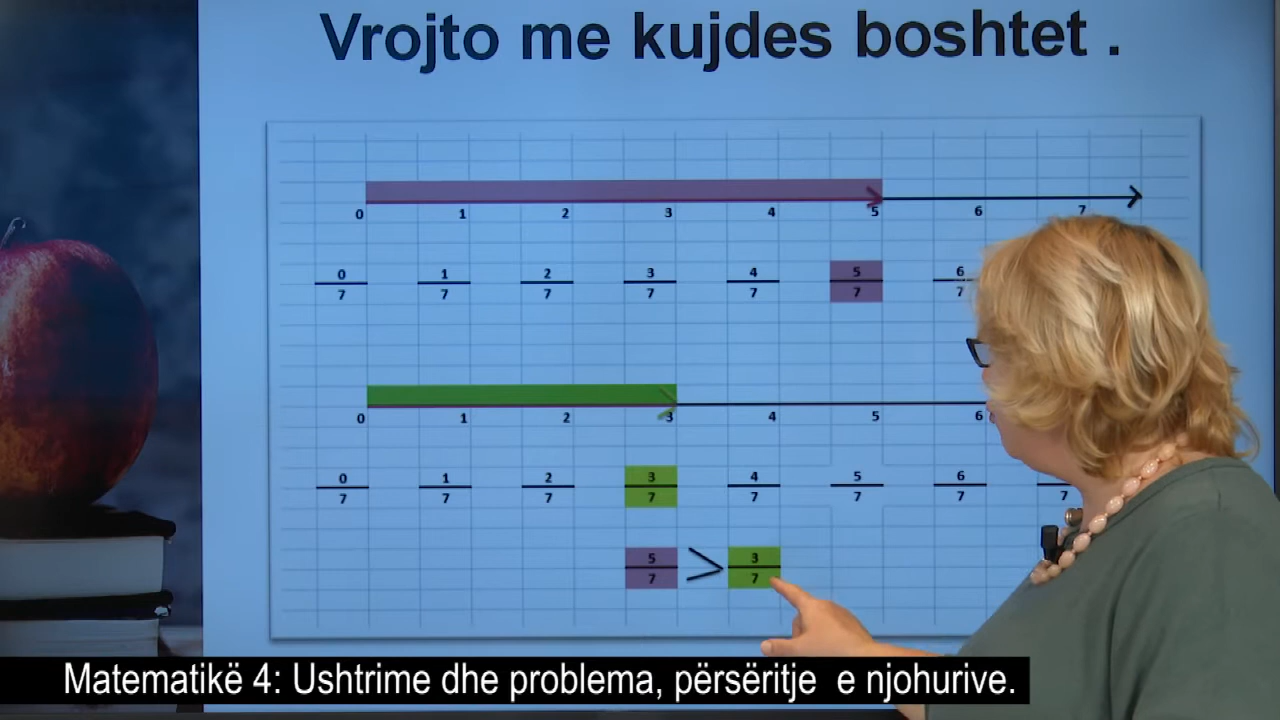 Vrojto me kujdes boshtet .
0 1 2 3 4 5 6 7
0/7 1/7 2/7 3/7 4/7 5/7 6/7
0 1 2 3 4 5 6
0/7 1/7 2/7 3/7 4/7 5/7 6/7 /7
5/7 > 3/7
Matematikë 4: Ushtrime dhe problema, përsëritje e njohurive.